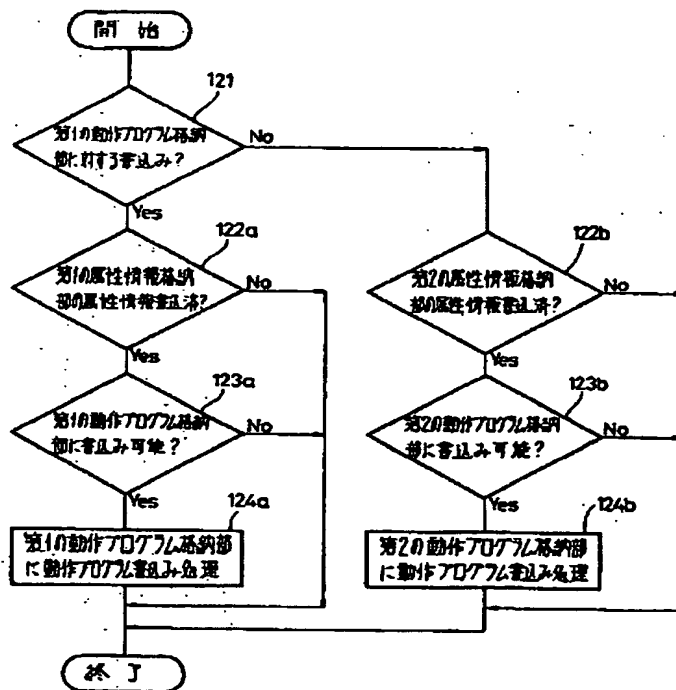 開始
121
第1の動作プログラム格納
部に対する書込み?
No
Yes
122a
第1の属性情報格納
部の属性情報書込済?
No
Yes
123a
第1の動作プログラム格納
部に書込み可能?
No
Yes
124a
第1の動作プログラム格納部
に動作プログラム書込み処理
122b
第2の属性情報格納
部の属性情報書込済?
No
Yes
123b
第2の動作プログラム格納
部に書込み可能?
No
Yes
124b
第2の動作プログラム格納部
に動作プログラム書込み処理
終了